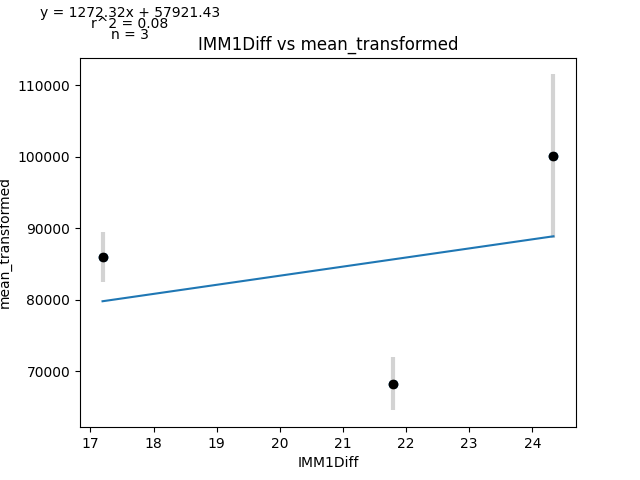 y = 1272.32x + 57921.43
r^2 = 0.08
n = 3
IMM1Diff vs mean_transformed
110000
100000
90000
80000
70000
mean_transformed
17 18 19 20 21 22 23 24
IMM1Diff